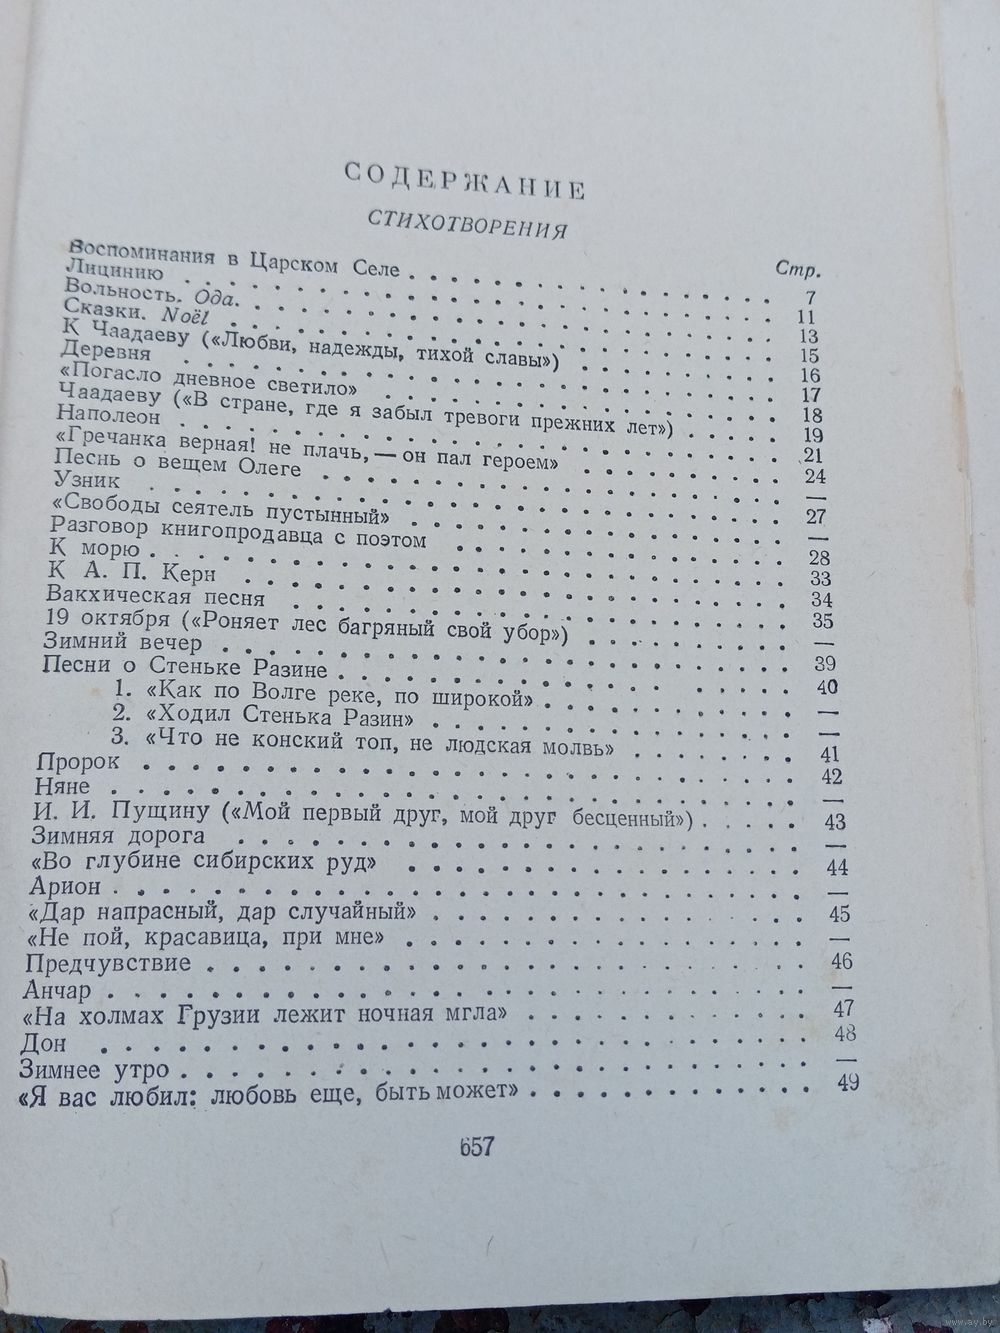 СОДЕРЖАНИЕ
СТИХОТВОРЕНИЯ
Стр.
Воспоминания в Царском Селе . . . . . . . . . . 7
Лицинию . . . . . . . . . . 11
Вольность. Ода. . . . . . . . . . . 13
Сказки. Noël . . . . . . . . . . 15
К Чаадаеву («Любви, надежды, тихой славы») . . . . . . . . 16
Деревня . . . . . . . . . . 17
«Погасло дневное светило» . . . . . . . . . . 18
Чаадаеву («В стране, где я забыл тревоги прежних лет») . . . . . 19
Наполеон . . . . . . . . . . 21
«Гречанка верная! не плачь, — он пал героем» . . . . . . . . 24
Песнь о вещем Олеге . . . . . . . . . . —
Узник . . . . . . . . . . 27
«Свободы сеятель пустынный» . . . . . . . . . . —
Разговор книгопродавца с поэтом . . . . . . . . . . 28
К морю . . . . . . . . . . 33
К А. П. Керн . . . . . . . . . . 34
Вакхическая песня . . . . . . . . . . 35
19 октября («Роняет лес багряный свой убор») . . . . . . . . —
Зимний вечер . . . . . . . . . . 39
Песни о Стеньке Разине . . . . . . . . . . 40
1. «Как по Волге реке, по широкой» . . . . . . . . . . —
2. «Ходил Стенька Разин» . . . . . . . . . . —
3. «Что не конский топ, не людская молвь» . . . . . . . 41
Пророк . . . . . . . . . . 42
Няне . . . . . . . . . . —
И. И. Пущину («Мой первый друг, мой друг бесценный») . . . . . 43
Зимняя дорога . . . . . . . . . . —
«Во глубине сибирских руд» . . . . . . . . . . 44
Арион . . . . . . . . . . —
«Дар напрасный, дар случайный» . . . . . . . . . . 45
«Не пой, красавица, при мне» . . . . . . . . . . —
Предчувствие . . . . . . . . . . 46
Анчар . . . . . . . . . . —
«На холмах Грузии лежит ночная мгла» . . . . . . . . . . 47
Дон . . . . . . . . . . 48
Зимнее утро . . . . . . . . . . —
«Я вас любил: любовь еще, быть может» . . . . . . . . . . 49
657
www.ay.by